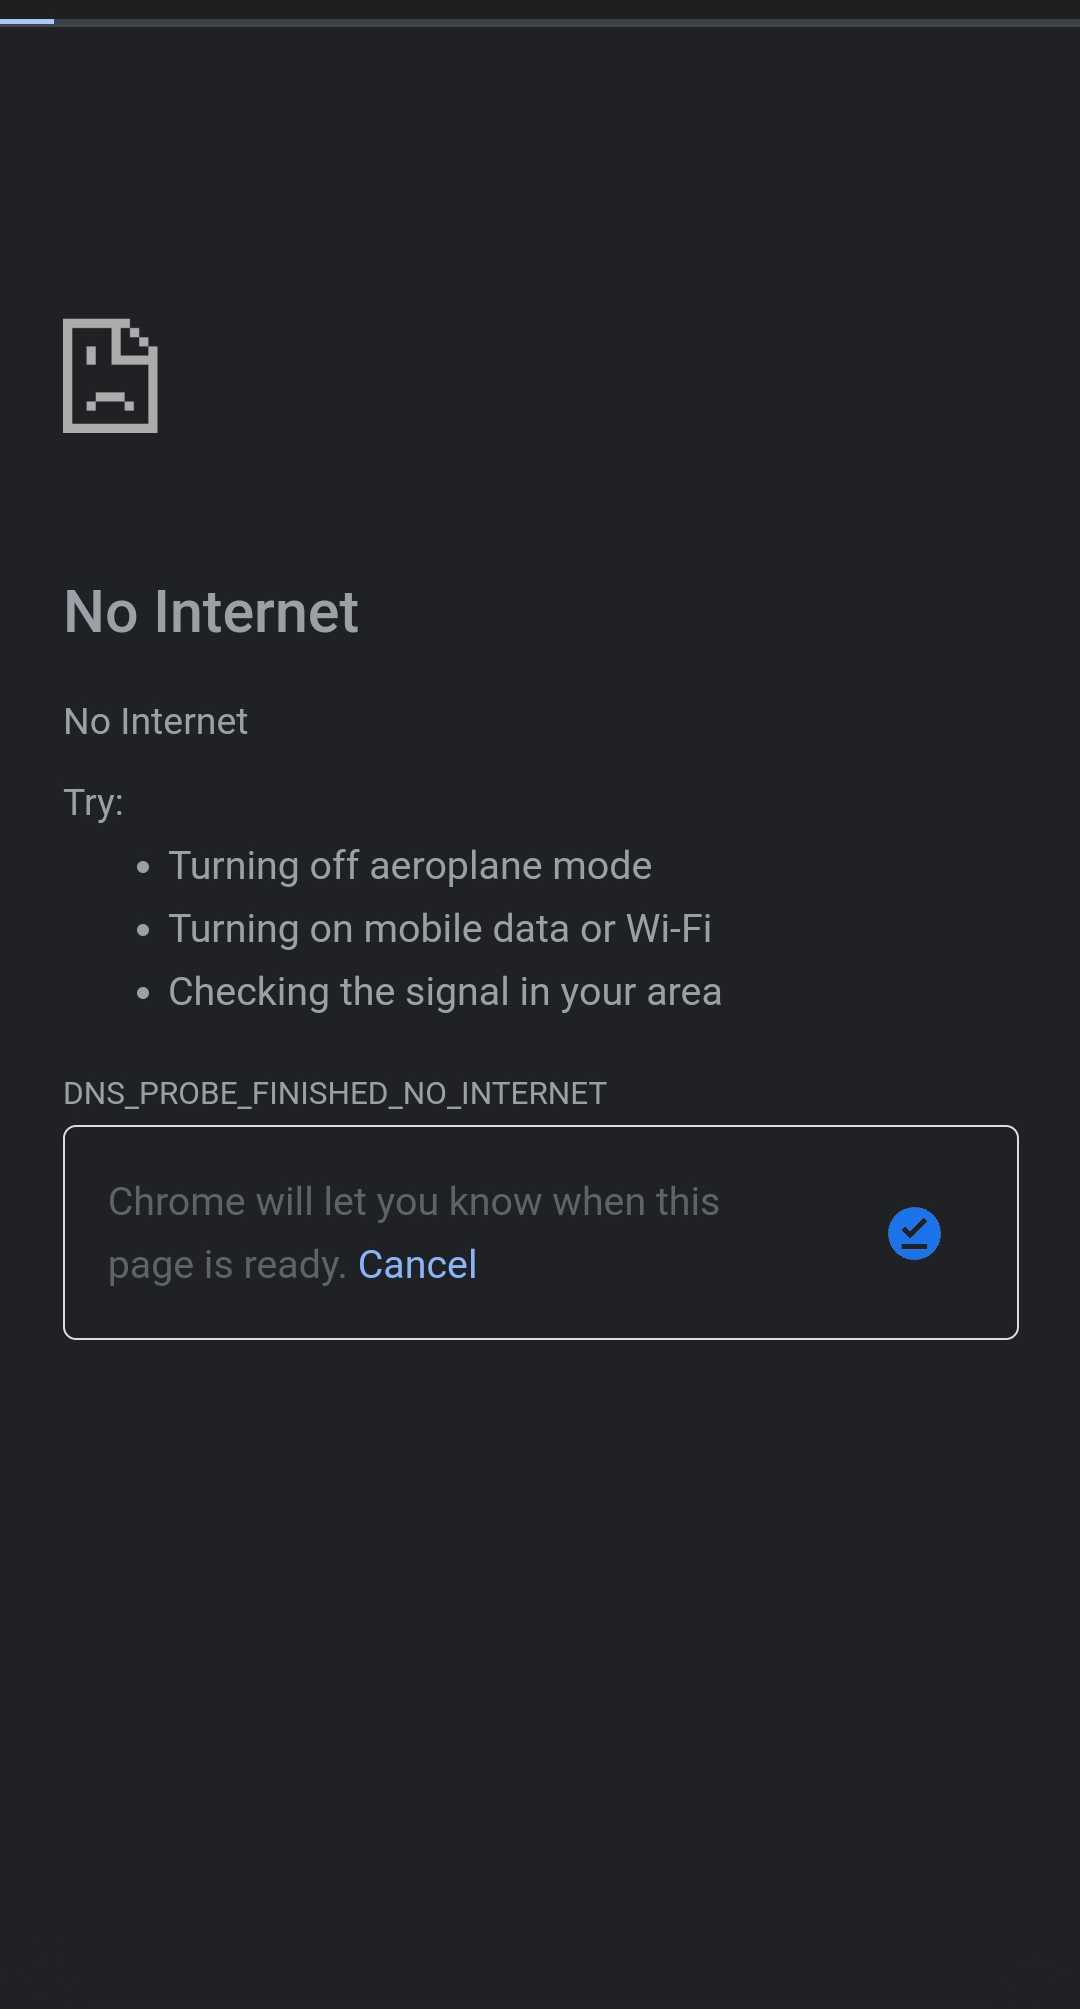 No Internet
No Internet
Try:
• Turning off aeroplane mode
• Turning on mobile data or Wi-Fi
• Checking the signal in your area
DNS_PROBE_FINISHED_NO_INTERNET
Chrome will let you know when this
page is ready. Cancel